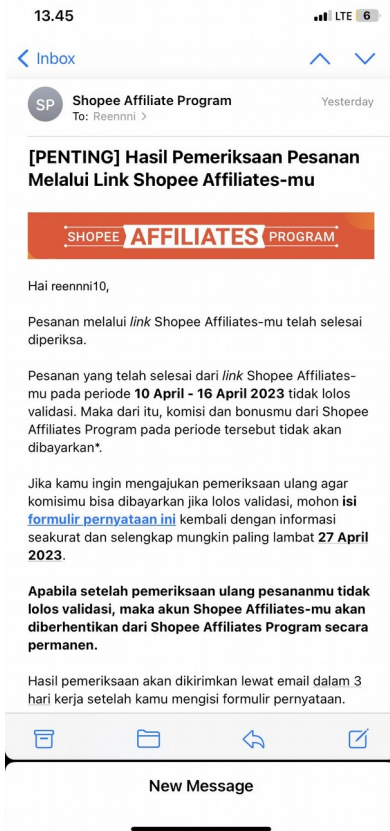 13.45
LTE 6
Inbox
SP
Shopee Affiliate Program
Yesterday
To: Reennni
[PENTING] Hasil Pemeriksaan Pesanan
Melalui Link Shopee Affiliates-mu
SHOPEE AFFILIATES PROGRAM
Hai reennni10,
Pesanan melalui link Shopee Affiliates-mu telah selesai
diperiksa.
Pesanan yang telah selesai dari link Shopee Affiliates-
mu pada periode 10 April - 16 April 2023 tidak lolos
validasi. Maka dari itu, komisi dan bonusmu dari Shopee
Affiliates Program pada periode tersebut tidak akan
dibayarkan*.
Jika kamu ingin mengajukan pemeriksaan ulang agar
komisimu bisa dibayarkan jika lolos validasi, mohon isi
formulir pernyataan ini kembali dengan informasi
seakurat dan selengkap mungkin paling lambat 27 April
2023.
Apabila setelah pemeriksaan ulang pesananmu tidak
lolos validasi, maka akun Shopee Affiliates-mu akan
diberhentikan dari Shopee Affiliates Program secara
permanen.
Hasil pemeriksaan akan dikirimkan lewat email dalam 3
hari kerja setelah kamu mengisi formulir pernyataan.
New Message